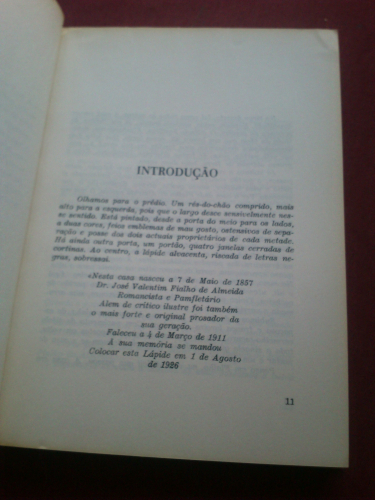 INTRODUÇÃO
Olhamos para o prédio. Um rés-do-chão comprido, mais
alto para a esquerda, pois que o largo desce sensivelmente nes-
se sentido. Está pintado, desde a porta do meio para os lados,
a duas cores, feios emblemas de mau gosto, ostensivos de sepa-
ração e posse dos dois actuais proprietários de cada metade.
Há ainda outra porta, um portão, quatro janelas cerradas de
cortinas. Ao centro, a lápide alvacenta, riscada de letras ne-
gras, sobressai.
«Nesta casa nasceu a 7 de Maio de 1857
Dr. José Valentim Fialho de Almeida
Romancista e Pamfletário
Alem de crítico ilustre foi também
o mais forte e original prosador da
sua geração.
Faleceu a 4 de Março de 1911
À sua memória se mandou
Colocar esta Lápide em 1 de Agosto
de 1926
11